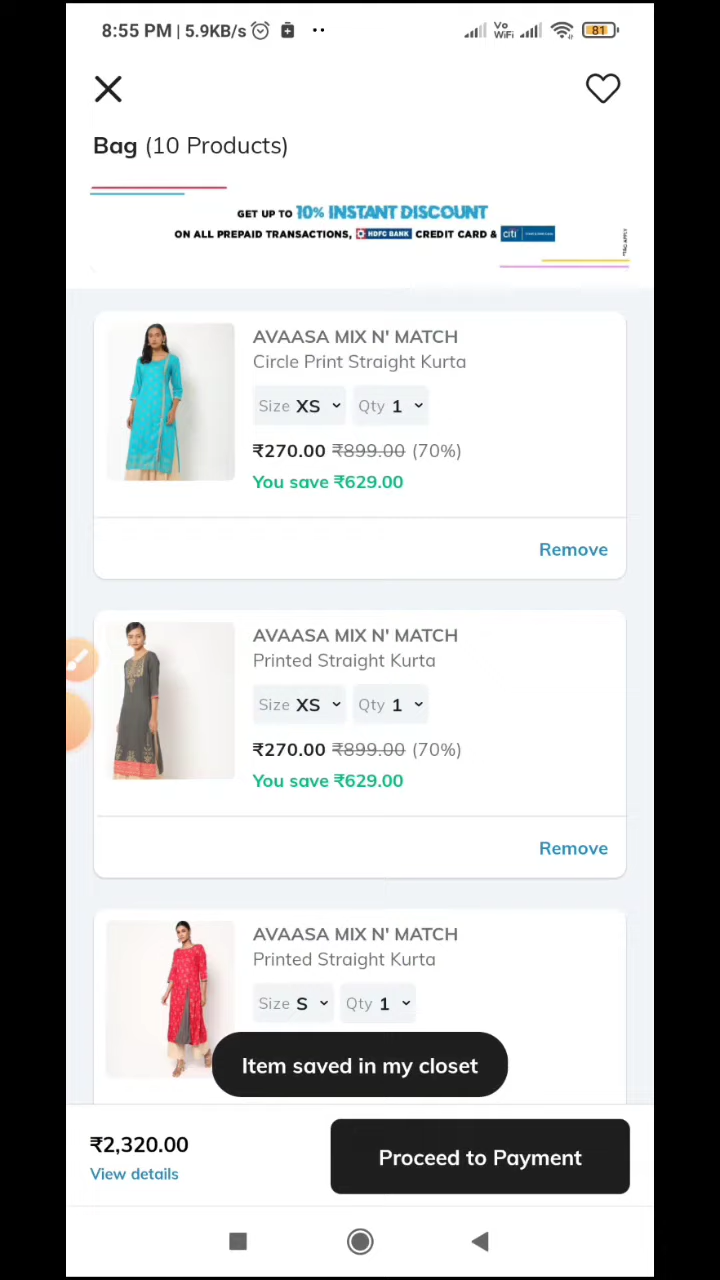 8:55 PM | 5.9KB/s
Vo
WiFi
81
Bag (10 Products)
GET UP TO 10% INSTANT DISCOUNT
ON ALL PREPAID TRANSACTIONS, HDFC BANK CREDIT CARD & citi
AVAASA MIX N' MATCH
Circle Print Straight Kurta
Size XS Qty 1
₹270.00 ₹899.00 (70%)
You save ₹629.00
Remove
AVAASA MIX N' MATCH
Printed Straight Kurta
Size XS Qty 1
₹270.00 ₹899.00 (70%)
You save ₹629.00
Remove
AVAASA MIX N' MATCH
Printed Straight Kurta
Size S Qty 1
Item saved in my closet
₹2,320.00
View details
Proceed to Payment